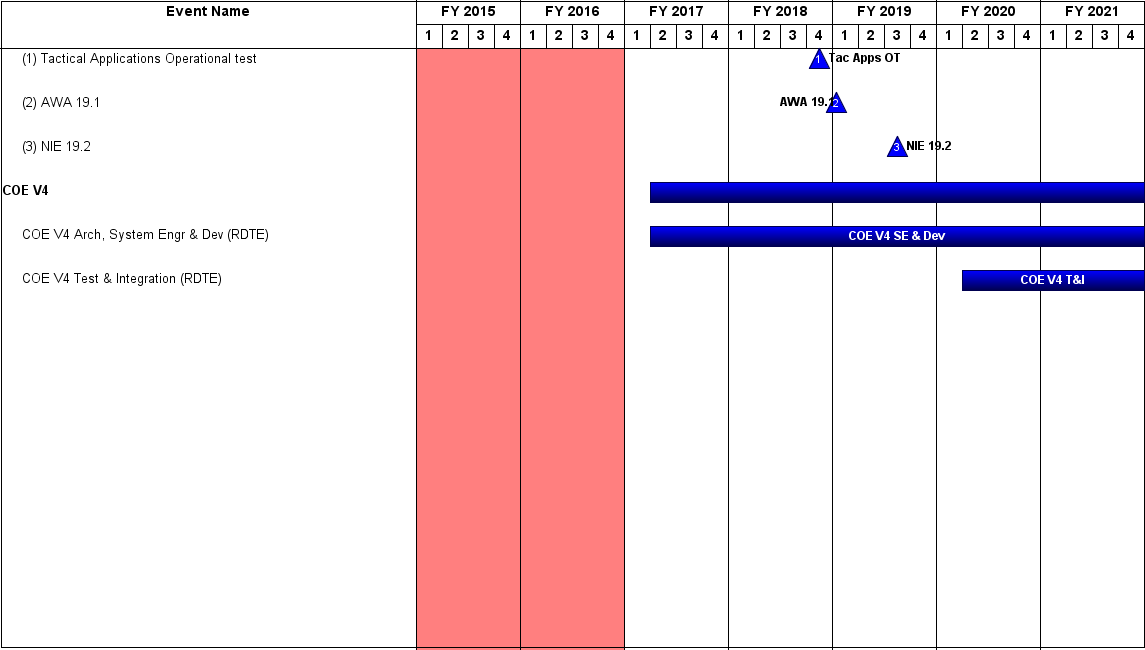 Event Name FY 2015 FY 2016 FY 2017 FY 2018 FY 2019 FY 2020 FY 2021
1 2 3 4 1 2 3 4 1 2 3 4 1 2 3 4 1 2 3 4 1 2 3 4 1 2 3 4
(1) Tactical Applications Operational test 1 Tac Apps OT
(2) AWA 19.1 AWA 19.1 2
(3) NIE 19.2 3 NIE 19.2
COE V4
COE V4 Arch, System Engr & Dev (RDTE) COE V4 SE & Dev
COE V4 Test & Integration (RDTE) COE V4 T&I